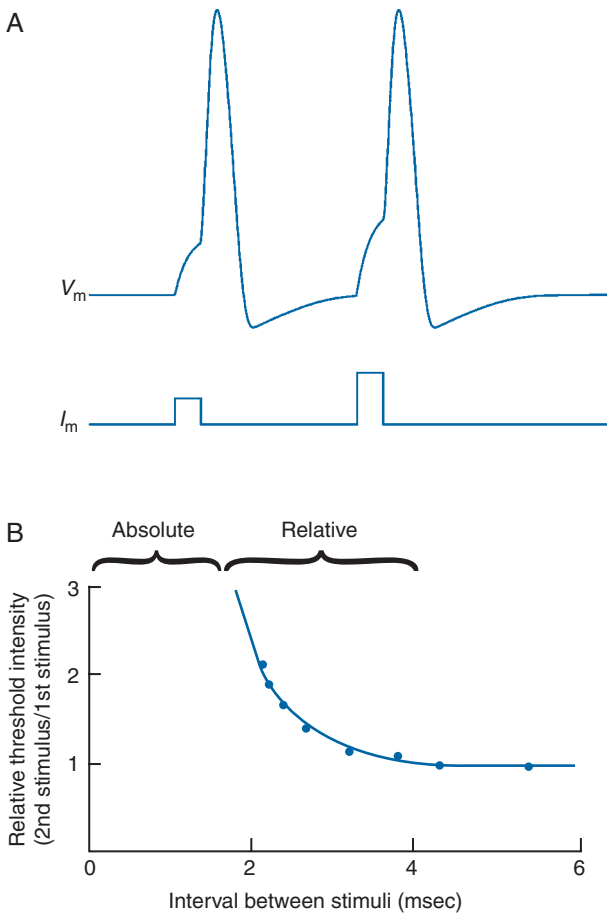 A
Vm
Im
B
Absolute
Relative
Relative threshold intensity
(2nd stimulus/1st stimulus)
3
2
1
0
2
4
6
Interval between stimuli (msec)